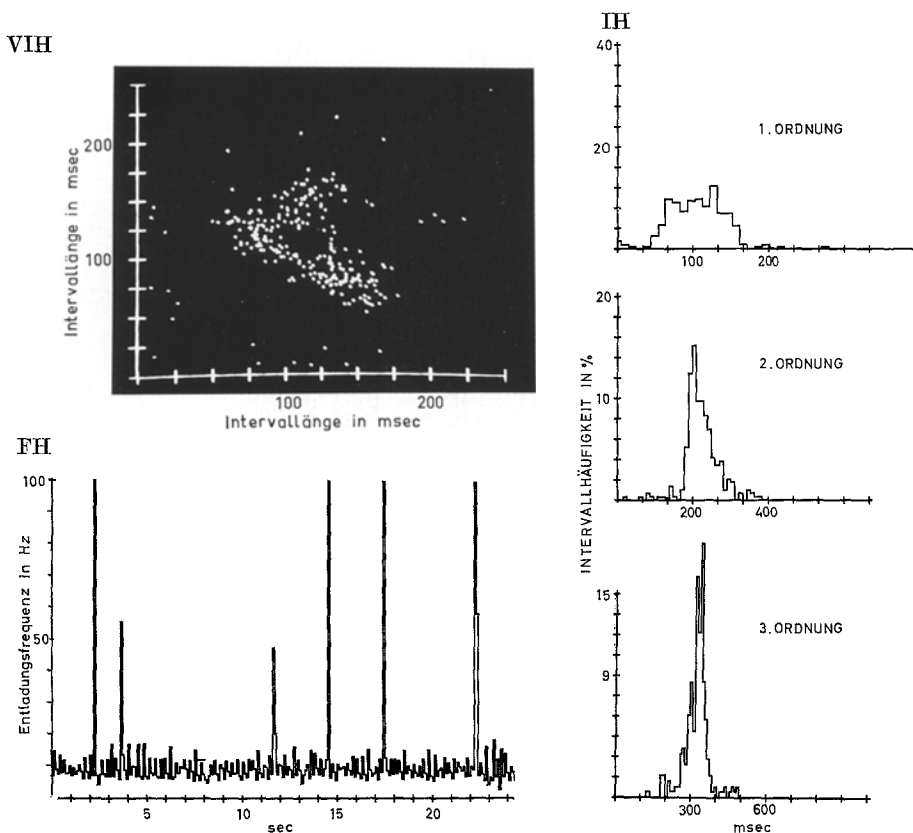 VIH
Intervallänge in msec
200
100
100
200
Intervallänge in msec
FH
Entladungsfrequenz in Hz
100
50
5
10
15
20
sec
IH
INTERVALLHÄUFIGKEIT IN %
40
20
1. ORDNUNG
100
200
20
10
2. ORDNUNG
200
400
15
9
3. ORDNUNG
300
600
msec